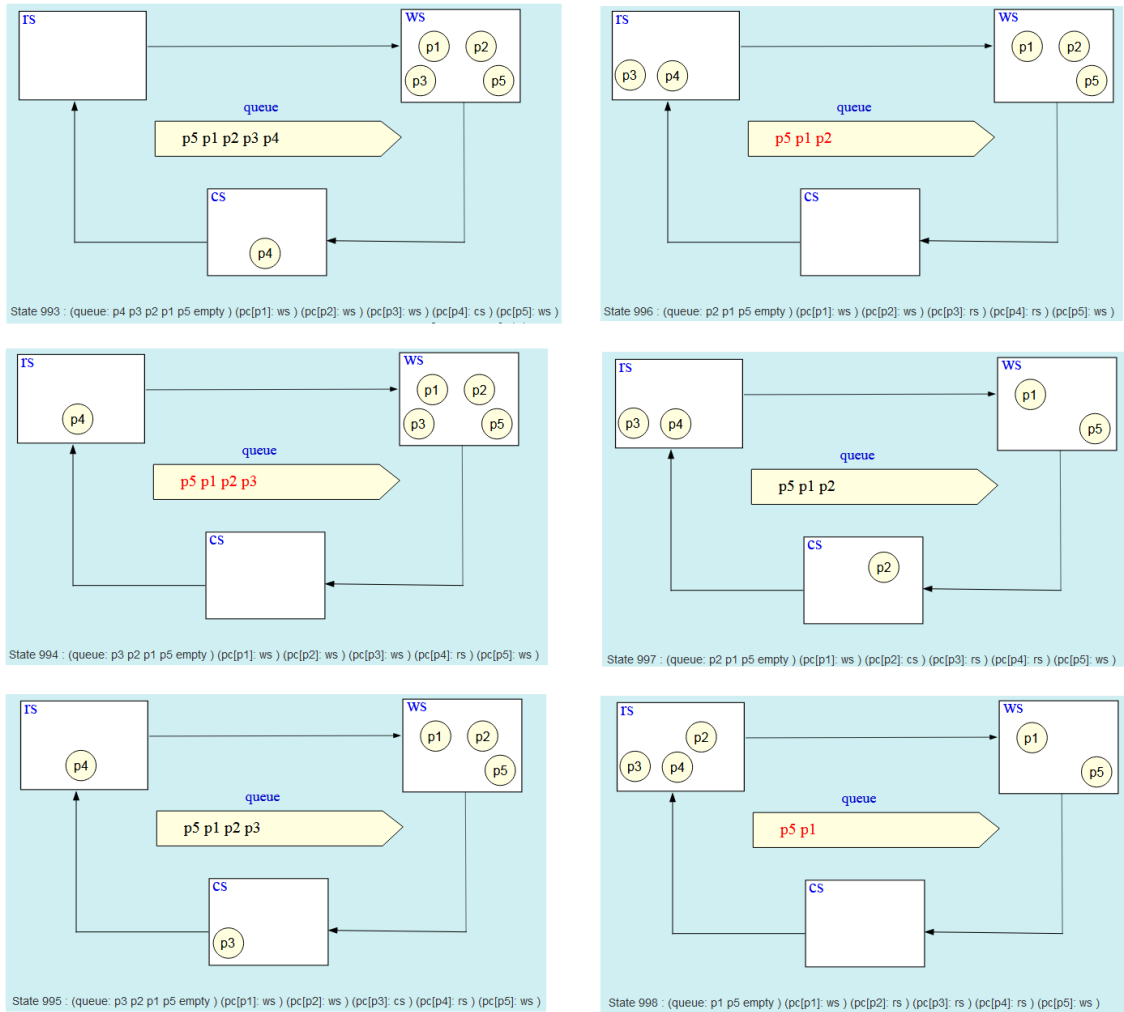 rs
ws
p1 p2
p3 p5
queue
p5 p1 p2 p3 p4
cs
p4
State 993 : (queue: p4 p3 p2 p1 p5 empty ) (pc[p1]: ws ) (pc[p2]: ws ) (pc[p3]: ws ) (pc[p4]: cs ) (pc[p5]: ws )
rs
ws
p4
p1 p2
p3 p5
queue
p5 p1 p2 p3
cs
State 994 : (queue: p3 p2 p1 p5 empty ) (pc[p1]: ws ) (pc[p2]: ws ) (pc[p3]: ws ) (pc[p4]: rs ) (pc[p5]: ws )
rs
ws
p4
p1 p2
p5
queue
p5 p1 p2 p3
cs
p3
State 995 : (queue: p3 p2 p1 p5 empty ) (pc[p1]: ws ) (pc[p2]: ws ) (pc[p3]: cs ) (pc[p4]: rs ) (pc[p5]: ws )
rs
ws
p3 p4
p1 p2
p5
queue
p5 p1 p2
cs
State 996 : (queue: p2 p1 p5 empty ) (pc[p1]: ws ) (pc[p2]: ws ) (pc[p3]: rs ) (pc[p4]: rs ) (pc[p5]: ws )
rs
ws
p3 p4
p1
p5
queue
p5 p1 p2
cs
p2
State 997 : (queue: p2 p1 p5 empty ) (pc[p1]: ws ) (pc[p2]: cs ) (pc[p3]: rs ) (pc[p4]: rs ) (pc[p5]: ws )
rs
ws
p2
p3 p4
p1
p5
queue
p5 p1
cs
State 998 : (queue: p1 p5 empty ) (pc[p1]: ws ) (pc[p2]: rs ) (pc[p3]: rs ) (pc[p4]: rs ) (pc[p5]: ws )